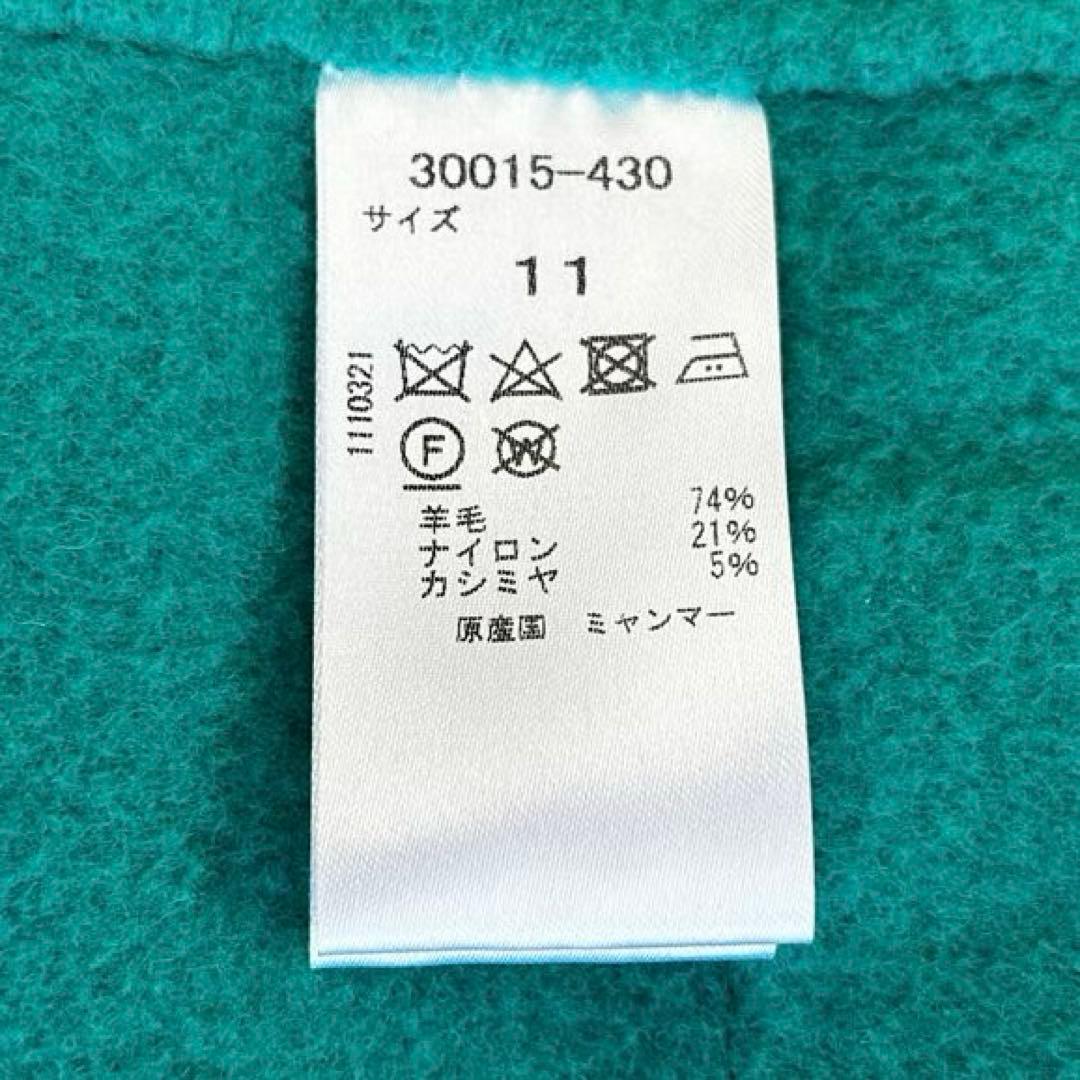 30015-430
サイズ
11
1110321
F W
羊毛 74%
ナイロン 21%
カシミヤ 5%
原産国 ミャンマー